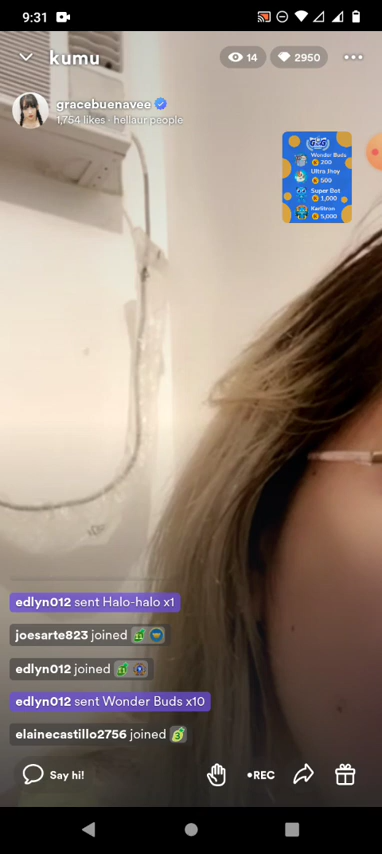 9:31
kumu
14
2950
gracebuenavee
1,754 likes · hellaur people
Wonder Buds
200
Ultra Jhay
500
Super Bot
1,000
Karlitron
5,000
edlyn012 sent Halo-halo x1
joesarte823 joined
edlyn012 joined
edlyn012 sent Wonder Buds x10
elainecastillo2756 joined 3
Say hi!
•REC